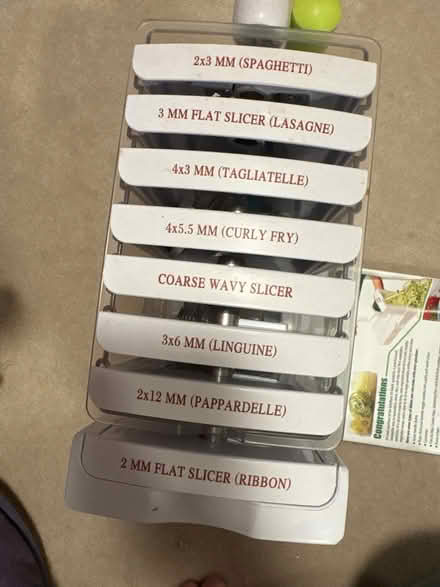 2x3 MM (SPAGHETTI)
3 MM FLAT SLICER (LASAGNE)
4x3 MM (TAGLIATELLE)
4x5.5 MM (CURLY FRY)
COARSE WAVY SLICER
3x6 MM (LINGUINE)
2x12 MM (PAPPARDELLE)
2 MM FLAT SLICER (RIBBON)
Congratulations